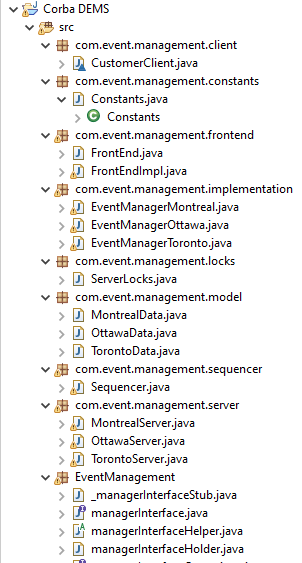 Corba DEMS
src
com.event.management.client
CustomerClient.java
com.event.management.constants
Constants.java
Constants
com.event.management.frontend
FrontEnd.java
FrontEndImpl.java
com.event.management.implementation
EventManagerMontreal.java
EventManagerOttawa.java
EventManagerToronto.java
com.event.management.locks
ServerLocks.java
com.event.management.model
MontrealData.java
OttawaData.java
TorontoData.java
com.event.management.sequencer
Sequencer.java
com.event.management.server
MontrealServer.java
OttawaServer.java
TorontoServer.java
EventManagement
_managerInterfaceStub.java
managerInterface.java
managerInterfaceHelper.java
managerInterfaceHolder.java